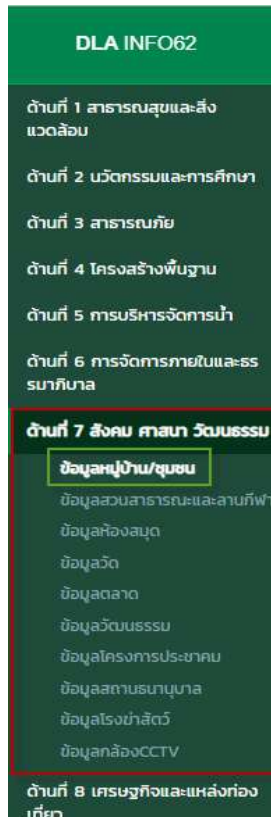 DLA INFO62
ด้านที่ 1 สาธารณสุขและสิ่ง
แวดล้อม
ด้านที่ 2 นวัตกรรมและการศึกษา
ด้านที่ 3 สาธารณภัย
ด้านที่ 4 โครงสร้างพื้นฐาน
ด้านที่ 5 การบริหารจัดการน้ำ
ด้านที่ 6 การจัดการภายในและธร
รมาภิบาล
ด้านที่ 7 สังคม ศาสนา วัฒนธรรม
ข้อมูลหมู่บ้าน/ชุมชน
ข้อมูลสวนสาธารณะและลานกีฬา
ข้อมูลห้องสมุด
ข้อมูลวัด
ข้อมูลตลาด
ข้อมูลวัฒนธรรม
ข้อมูลโครงการประชาคม
ข้อมูลสถานธนานุบาล
ข้อมูลโรงฆ่าสัตว์
ข้อมูลกล้องCCTV
ด้านที่ 8 เศรษฐกิจและแหล่งท่อง
เที่ยว